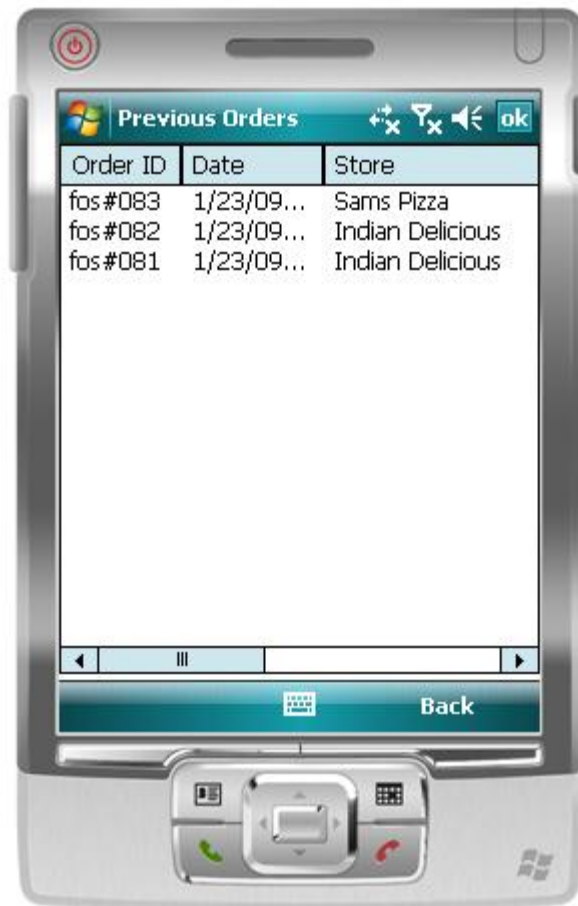 Previous Orders ok
Order ID Date Store
fos#083 1/23/09... Sams Pizza
fos#082 1/23/09... Indian Delicious
fos#081 1/23/09... Indian Delicious
Back